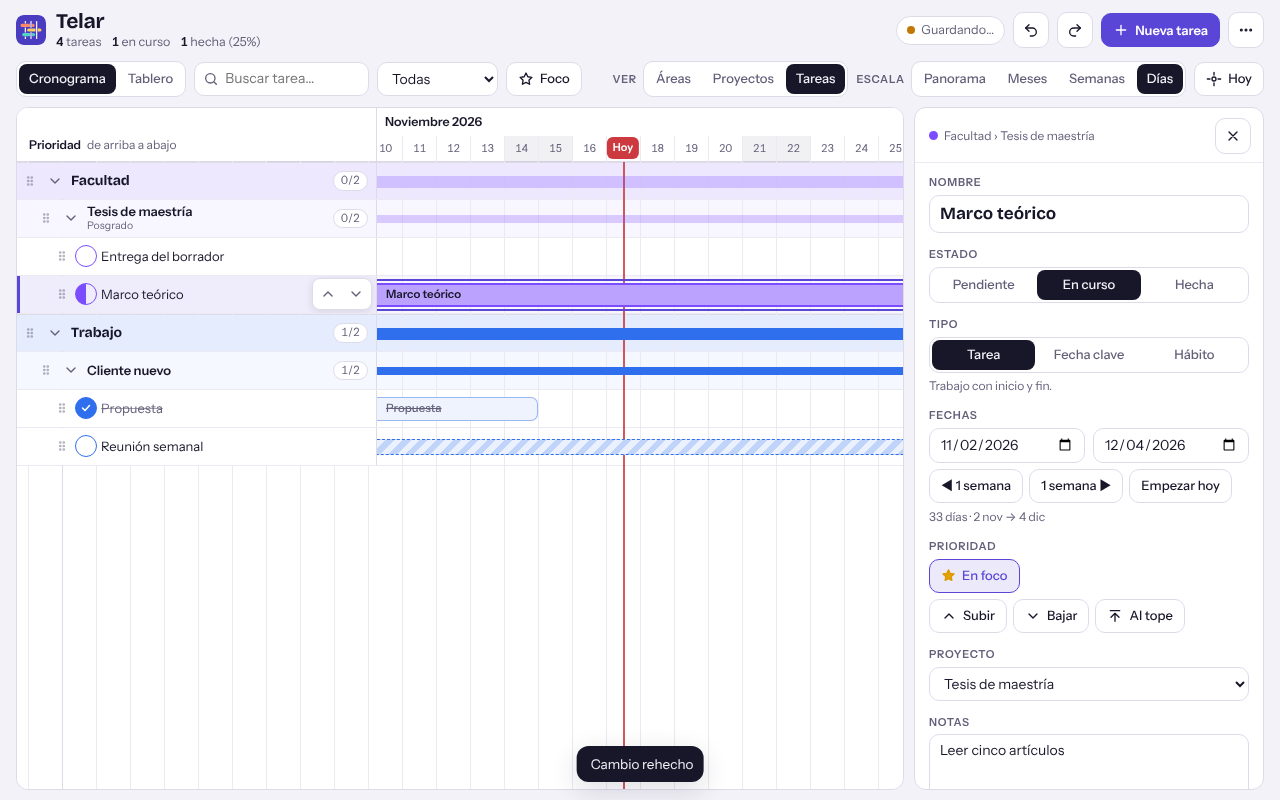 Telar
4 tareas 1 en curso 1 hecha (25%)
Guardando...
Nueva tarea
Cronograma Tablero
Buscar tarea...
Todas
Foco
VER Áreas Proyectos Tareas
ESCALA Panorama Meses Semanas Días
Hoy
Prioridad de arriba a abajo
Noviembre 2026
10 11 12 13 14 15 16 Hoy 18 19 20 21 22 23 24 25
Facultad 0/2
Tesis de maestría 0/2
Posgrado
Entrega del borrador
Marco teórico
Marco teórico
Trabajo 1/2
Cliente nuevo 1/2
Propuesta
Propuesta
Reunión semanal
Cambio rehecho
Facultad › Tesis de maestría
NOMBRE
Marco teórico
ESTADO
Pendiente En curso Hecha
TIPO
Tarea Fecha clave Hábito
Trabajo con inicio y fin.
FECHAS
11/02/2026 12/04/2026
◀ 1 semana 1 semana ▶ Empezar hoy
33 días · 2 nov → 4 dic
PRIORIDAD
En foco
Subir Bajar Al tope
PROYECTO
Tesis de maestría
NOTAS
Leer cinco artículos